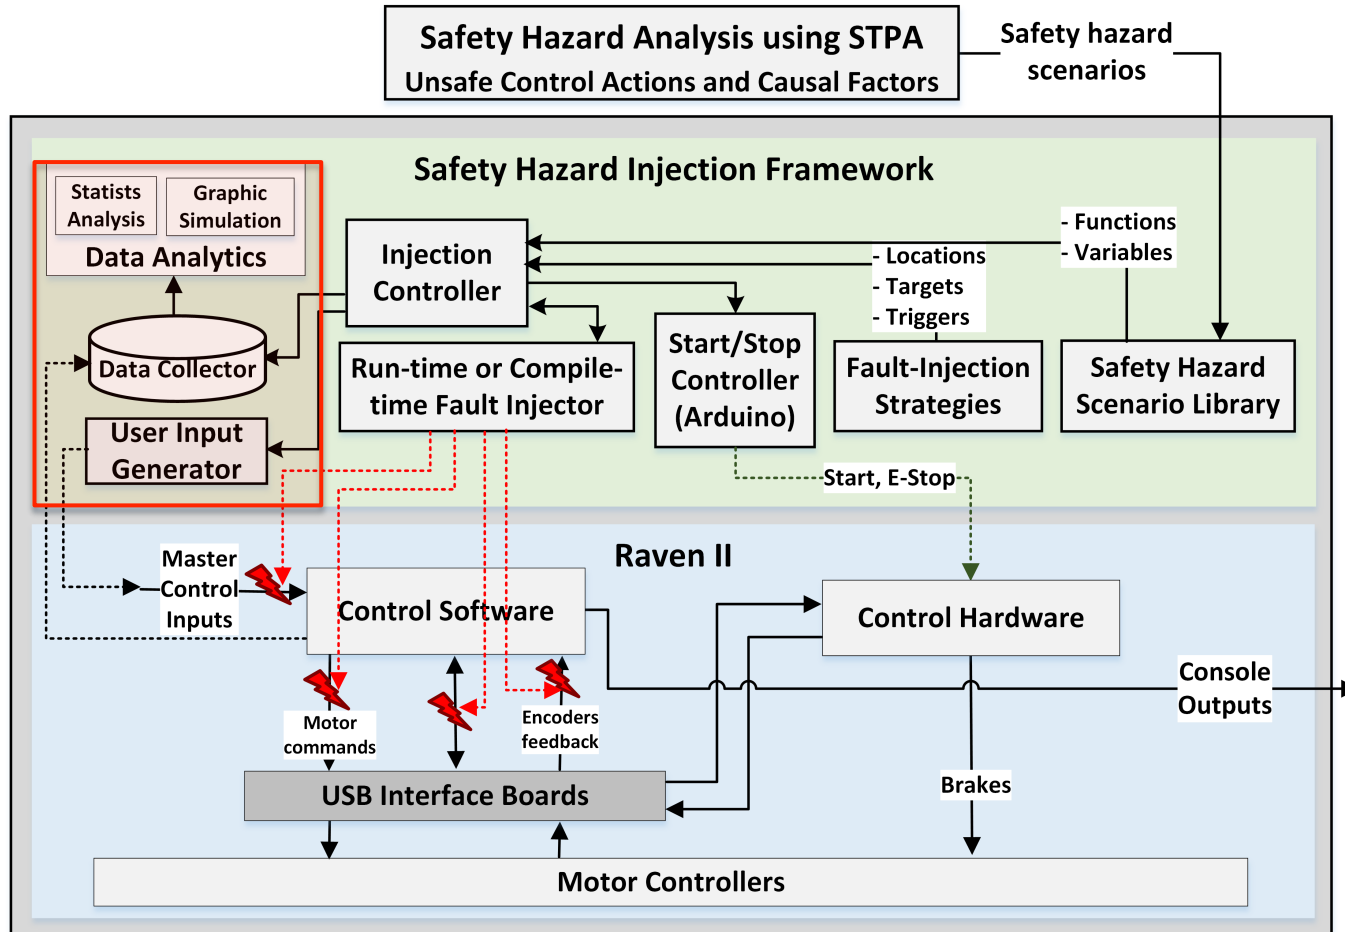 Safety Hazard Analysis using STPA
Unsafe Control Actions and Causal Factors
Safety hazard
scenarios
Safety Hazard Injection Framework
Statists
Analysis
Graphic
Simulation
Data Analytics
Data Collector
User Input
Generator
Injection
Controller
Run-time or Compile-
time Fault Injector
Start/Stop
Controller
(Arduino)
- Locations
- Targets
- Triggers
Fault-Injection
Strategies
- Functions
- Variables
Safety Hazard
Scenario Library
Start, E-Stop
Raven II
Master
Control
Inputs
Control Software
Control Hardware
Motor
commands
Encoders
feedback
Console
Outputs
USB Interface Boards
Brakes
Motor Controllers